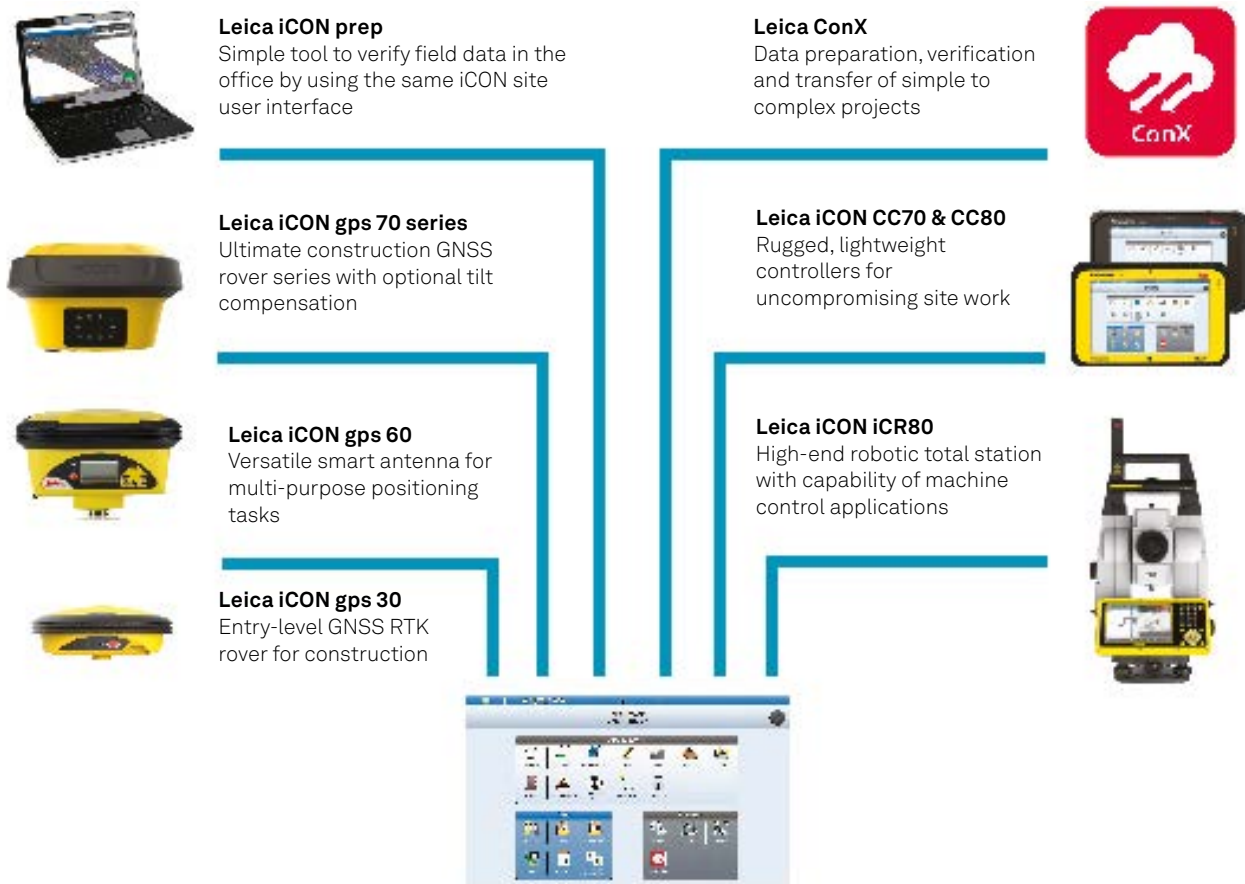 Leica iCON prep
Simple tool to verify field data in the
office by using the same iCON site
user interface
Leica iCON gps 70 series
Ultimate construction GNSS
rover series with optional tilt
compensation
Leica iCON gps 60
Versatile smart antenna for
multi-purpose positioning
tasks
Leica iCON gps 30
Entry-level GNSS RTK
rover for construction
Leica ConX
Data preparation, verification
and transfer of simple to
complex projects
ConX
Leica iCON CC70 & CC80
Rugged, lightweight
controllers for
uncompromising site work
Leica iCON iCR80
High-end robotic total station
with capability of machine
control applications